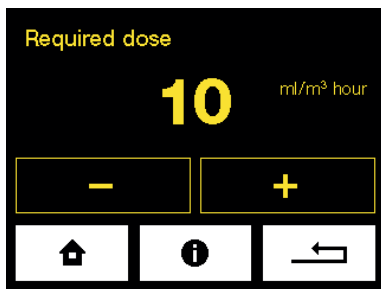 Required dose
10 ml/m³ hour
− +